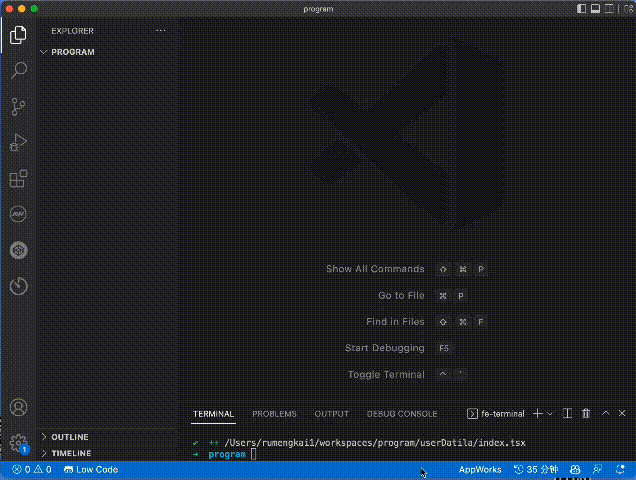 program
EXPLORER
PROGRAM
Show All Commands ⇧ ⌘ P
Go to File ⌘ P
Find in Files ⇧ ⌘ F
Start Debugging F5
Toggle Terminal ^ `
TERMINAL PROBLEMS OUTPUT DEBUG CONSOLE fe-terminal
✔ ++ /Users/rumengkai1/workspaces/program/userDatila/index.tsx
→ program
OUTLINE
TIMELINE
1
0 0 Low Code AppWorks 35 分钟